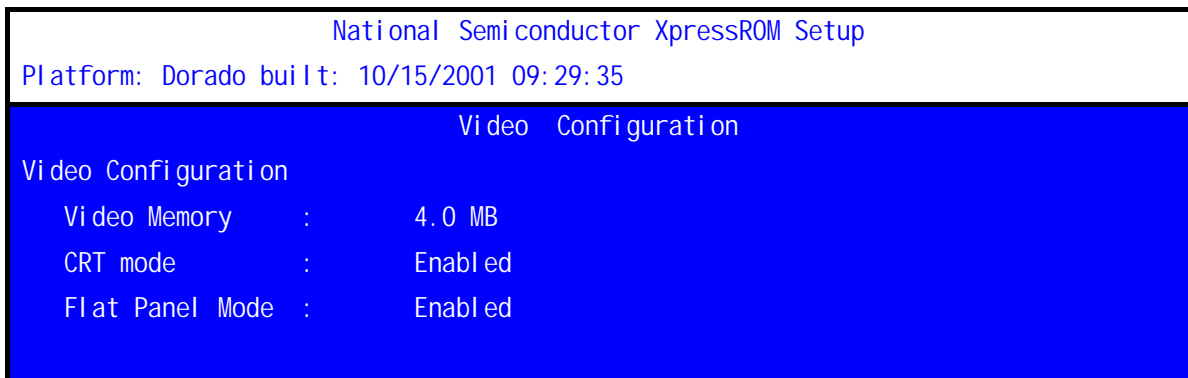 National Semiconductor XpressROM Setup
Platform: Dorado built: 10/15/2001 09:29:35
Video Configuration
Video Configuration
Video Memory : 4.0 MB
CRT mode : Enabled
Flat Panel Mode : Enabled